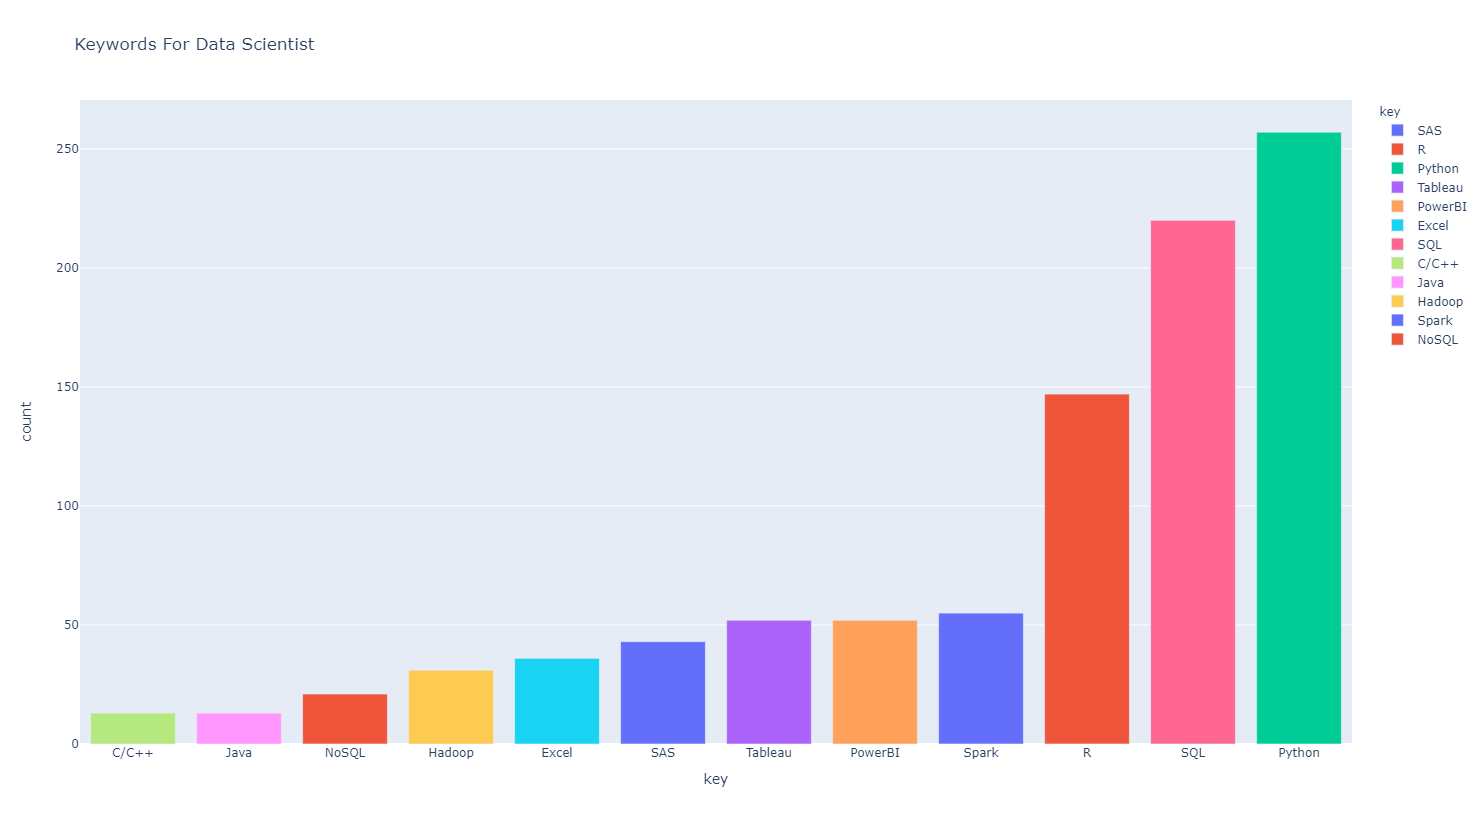 Keywords For Data Scientist
250
200
150
100
50
0
count
C/C++ Java NoSQL Hadoop Excel SAS Tableau PowerBI Spark R SQL Python
key
key
SAS
R
Python
Tableau
PowerBI
Excel
SQL
C/C++
Java
Hadoop
Spark
NoSQL